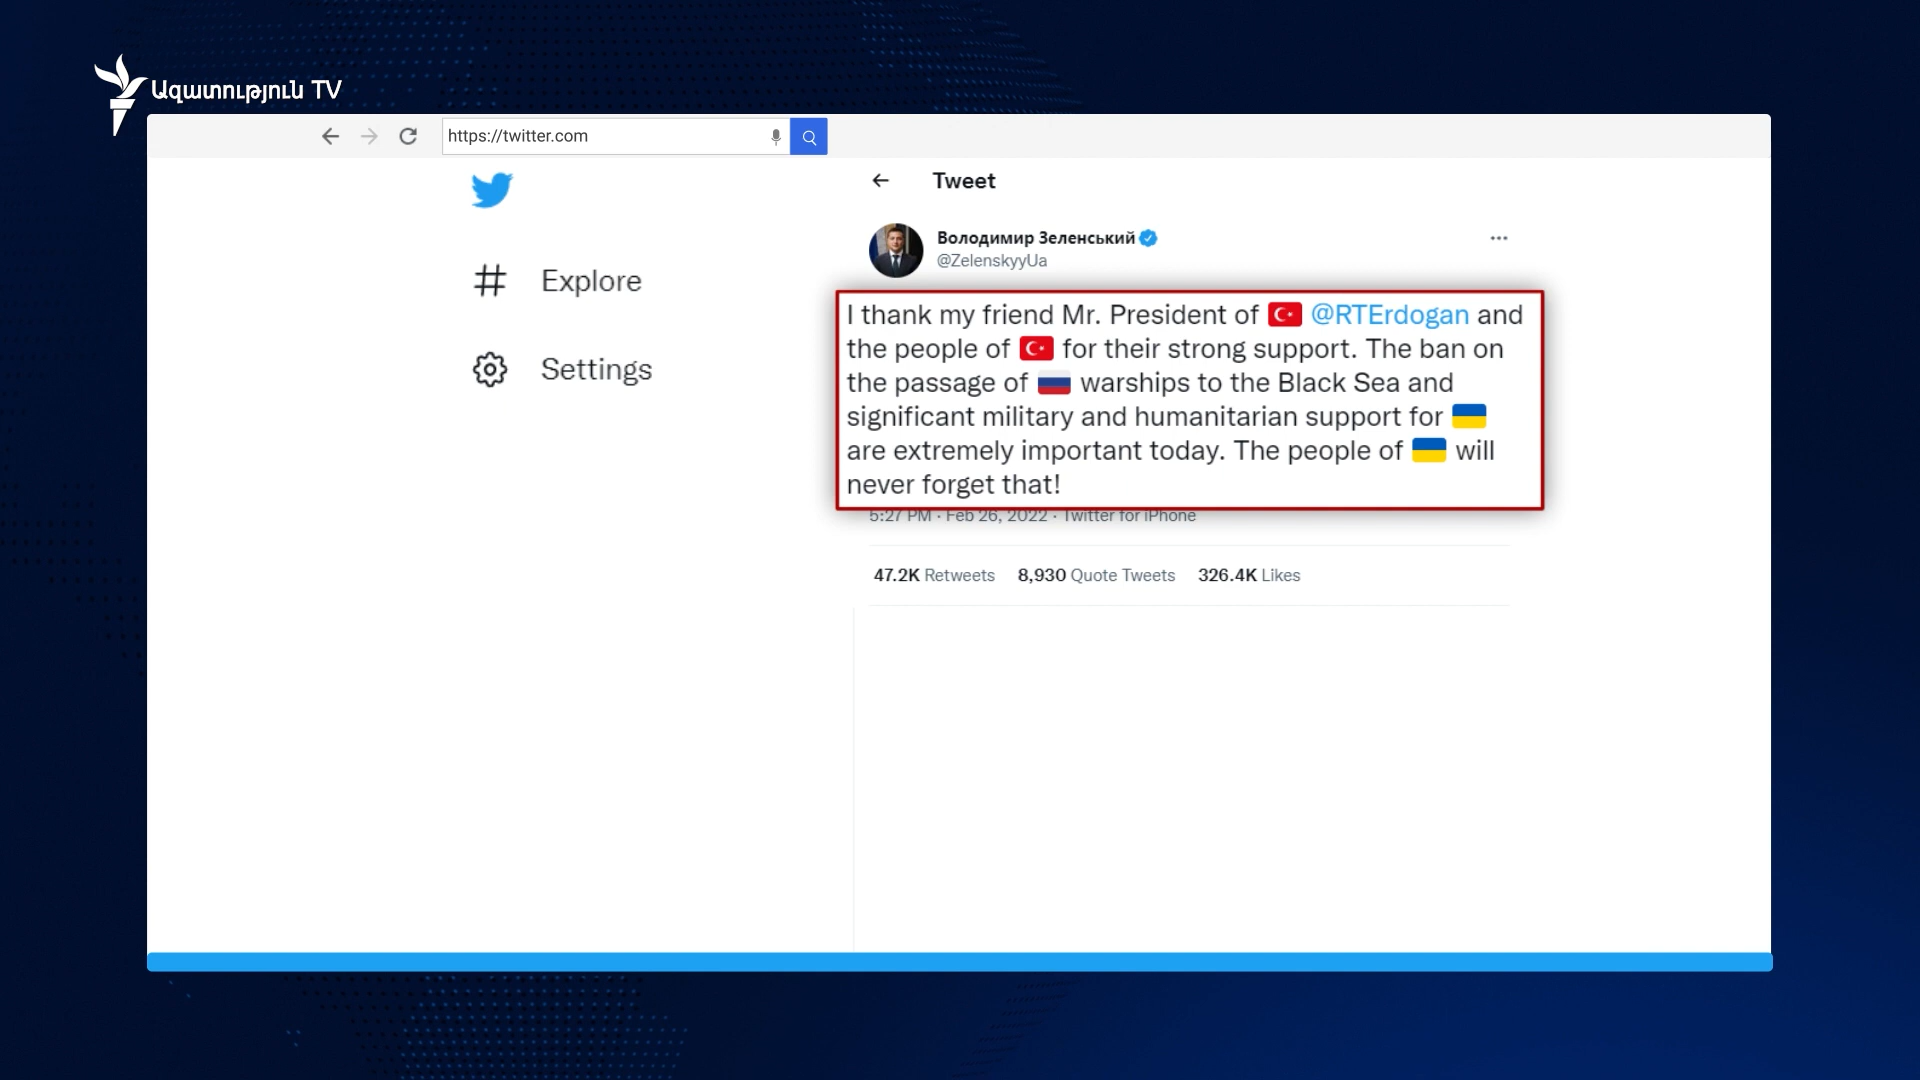 Ազատություն TV
https://twitter.com
Tweet
Володимир Зеленський
@ZelenskyyUa
Explore
Settings
I thank my friend Mr. President of 🇹🇷 @RTErdogan and
the people of 🇹🇷 for their strong support. The ban on
the passage of 🇷🇺 warships to the Black Sea and
significant military and humanitarian support for 🇺🇦
are extremely important today. The people of 🇺🇦 will
never forget that!
5:27 PM · Feb 26, 2022 · Twitter for iPhone
47.2K Retweets 8,930 Quote Tweets 326.4K Likes